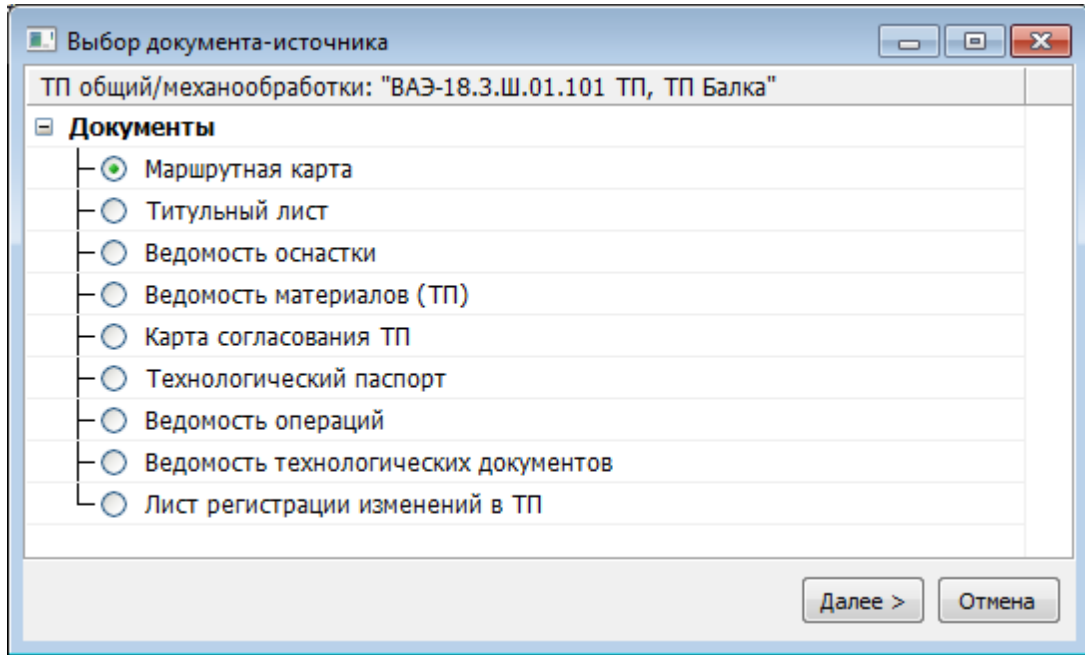 Выбор документа-источника
ТП общий/механообработки: "ВАЭ-18.3.Ш.01.101 ТП, ТП Балка"
Документы
Маршрутная карта
Титульный лист
Ведомость оснастки
Ведомость материалов (ТП)
Карта согласования ТП
Технологический паспорт
Ведомость операций
Ведомость технологических документов
Лист регистрации изменений в ТП
Далее > Отмена